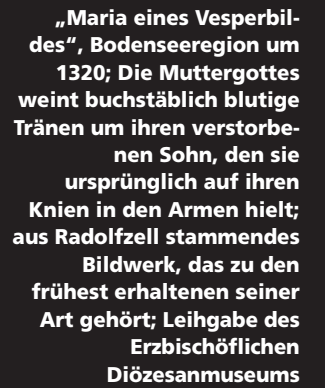 „Maria eines Vesperbil-
des“, Bodenseeregion um
1320; Die Muttergottes
weint buchstäblich blutige
Tränen um ihren verstorbe-
nen Sohn, den sie
ursprünglich auf ihren
Knien in den Armen hielt;
aus Radolfzell stammendes
Bildwerk, das zu den
frühest erhaltenen seiner
Art gehört; Leihgabe des
Erzbischöflichen
Diözesanmuseums